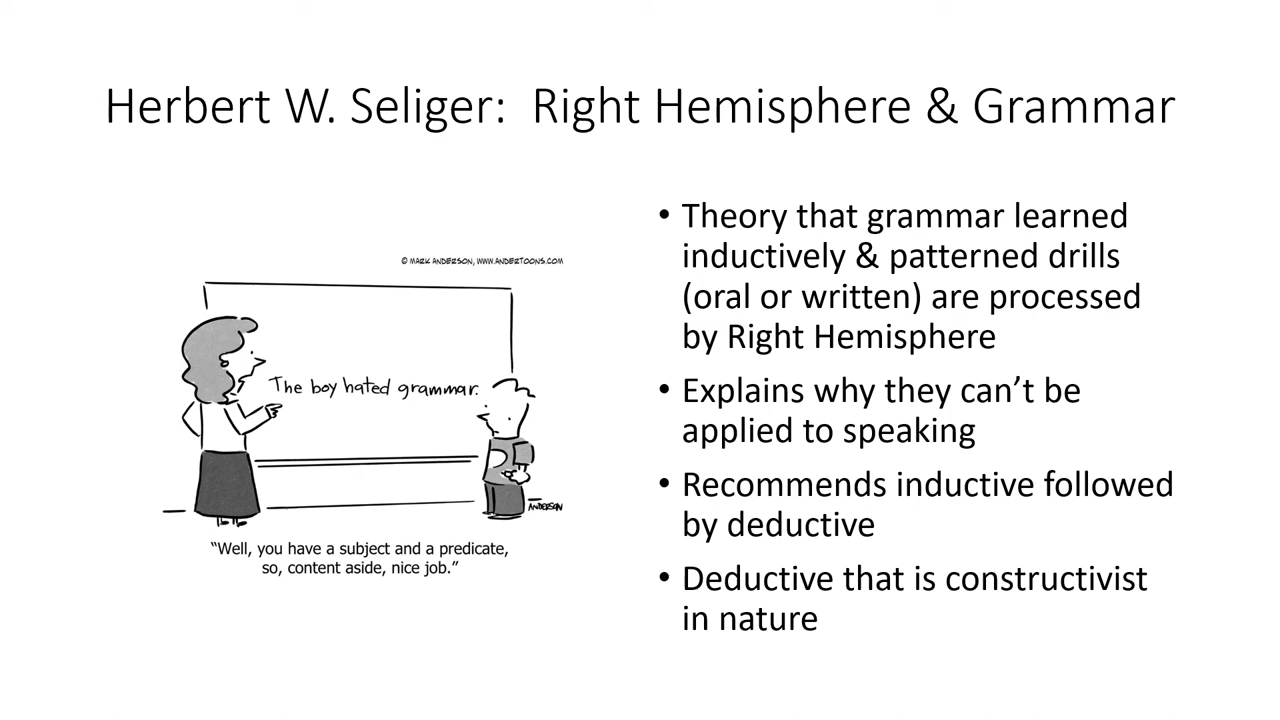 Herbert W. Seliger:  Right Hemisphere & Grammar
© MARK ANDERSON, WWW.ANDERTOONS.COM
The boy hated grammar.
ANDERSON
“Well, you have a subject and a predicate,
so, content aside, nice job.”
• Theory that grammar learned
inductively & patterned drills
(oral or written) are processed
by Right Hemisphere
• Explains why they can’t be
applied to speaking
• Recommends inductive followed
by deductive
• Deductive that is constructivist
in nature